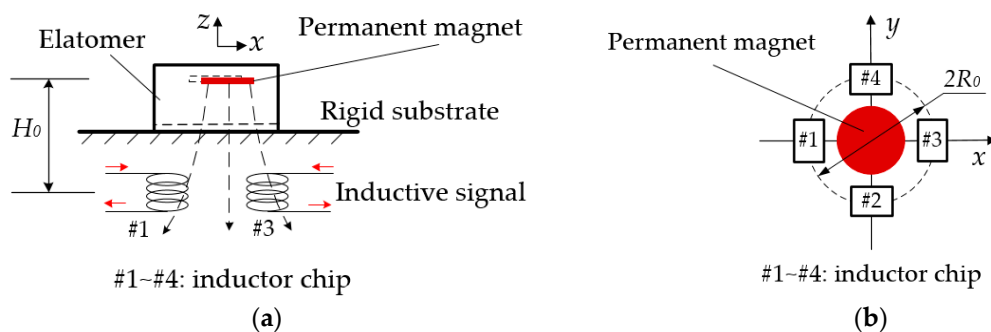 z
x
Elatomer
Permanent magnet
H0
Rigid substrate
Inductive signal
#1
#3
#1~#4: inductor chip
(a)
y
Permanent magnet
#4
2R0
#1
#3
x
#2
#1~#4: inductor chip
(b)